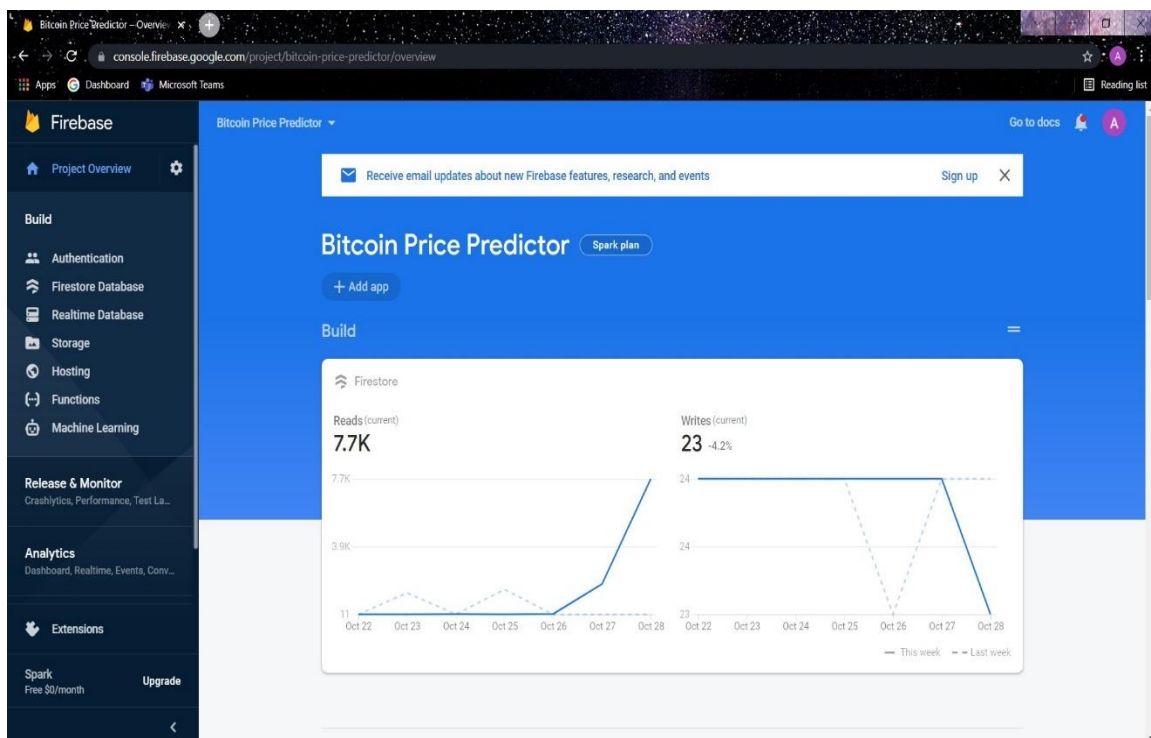 Bitcoin Price Predictor – Overvie
console.firebase.google.com/project/bitcoin-price-predictor/overview
A
Apps
Dashboard
Microsoft Teams
Reading list
Firebase
Project Overview
Build
Authentication
Firestore Database
Realtime Database
Storage
Hosting
Functions
Machine Learning
Release & Monitor
Crashlytics, Performance, Test La...
Analytics
Dashboard, Realtime, Events, Conv...
Extensions
Spark
Free $0/month
Upgrade
Bitcoin Price Predictor
Go to docs
A
Receive email updates about new Firebase features, research, and events
Sign up
Bitcoin Price Predictor
Spark plan
+ Add app
Build
Firestore
Reads (current)
7.7K
7.7K
3.9K
11
Oct 22 Oct 23 Oct 24 Oct 25 Oct 26 Oct 27 Oct 28
Writes (current)
23 -4.2%
24
24
23
Oct 22 Oct 23 Oct 24 Oct 25 Oct 26 Oct 27 Oct 28
This week
Last week